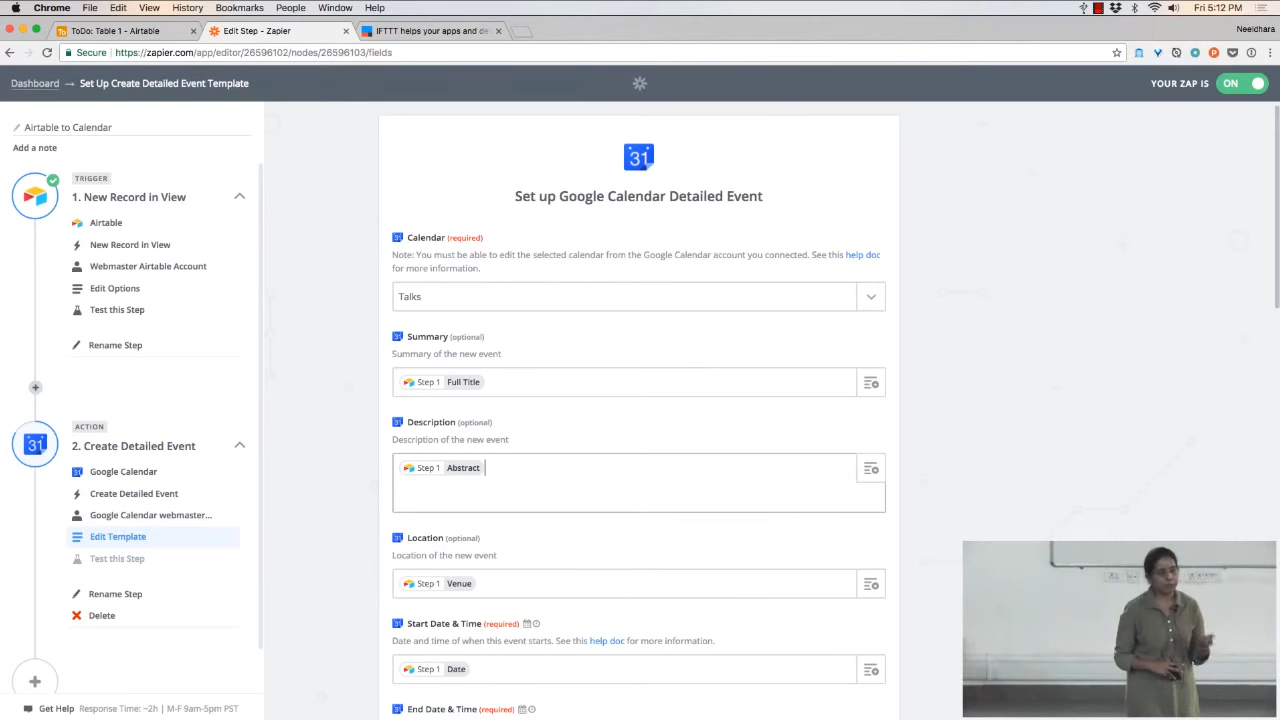 Chrome File Edit View History Bookmarks People Window Help
Fri 5:12 PM
ToDo: Table 1 - Airtable
Edit Step - Zapier
IFTTT helps your apps and de
Neeldhara
Secure https://zapier.com/app/editor/26596102/nodes/26596103/fields
Dashboard → Set Up Create Detailed Event Template
YOUR ZAP IS ON
Airtable to Calendar
Add a note
TRIGGER
1. New Record in View
Airtable
New Record in View
Webmaster Airtable Account
Edit Options
Test this Step
Rename Step
ACTION
2. Create Detailed Event
Google Calendar
Create Detailed Event
Google Calendar webmaster...
Edit Template
Test this Step
Rename Step
Delete
Get Help Response Time: ~2h | M-F 9am-5pm PST
31
Set up Google Calendar Detailed Event
Calendar (required)
Note: You must be able to edit the selected calendar from the Google Calendar account you connected. See this help doc
for more information.
Talks
Summary (optional)
Summary of the new event
Step 1 Full Title
Description (optional)
Description of the new event
Step 1 Abstract
Location (optional)
Location of the new event
Step 1 Venue
Start Date & Time (required)
Date and time of when this event starts. See this help doc for more information.
Step 1 Date
End Date & Time (required)